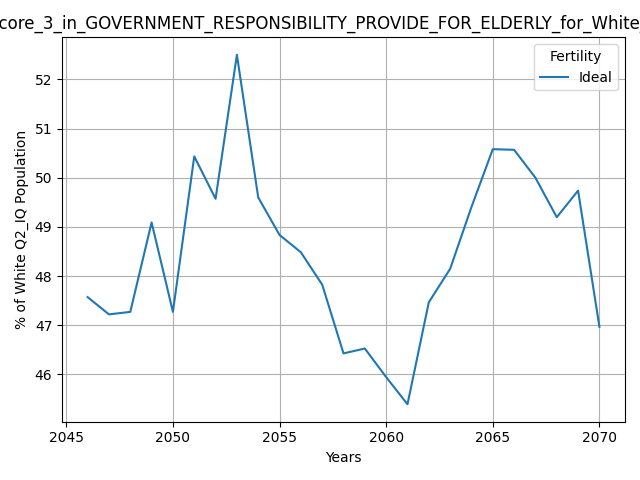 core_3_in_GOVERNMENT_RESPONSIBILITY_PROVIDE_FOR_ELDERLY_for_White_
Fertility
Ideal
52
51
50
49
48
47
46
% of White Q2_IQ Population
2045
2050
2055
2060
2065
2070
Years